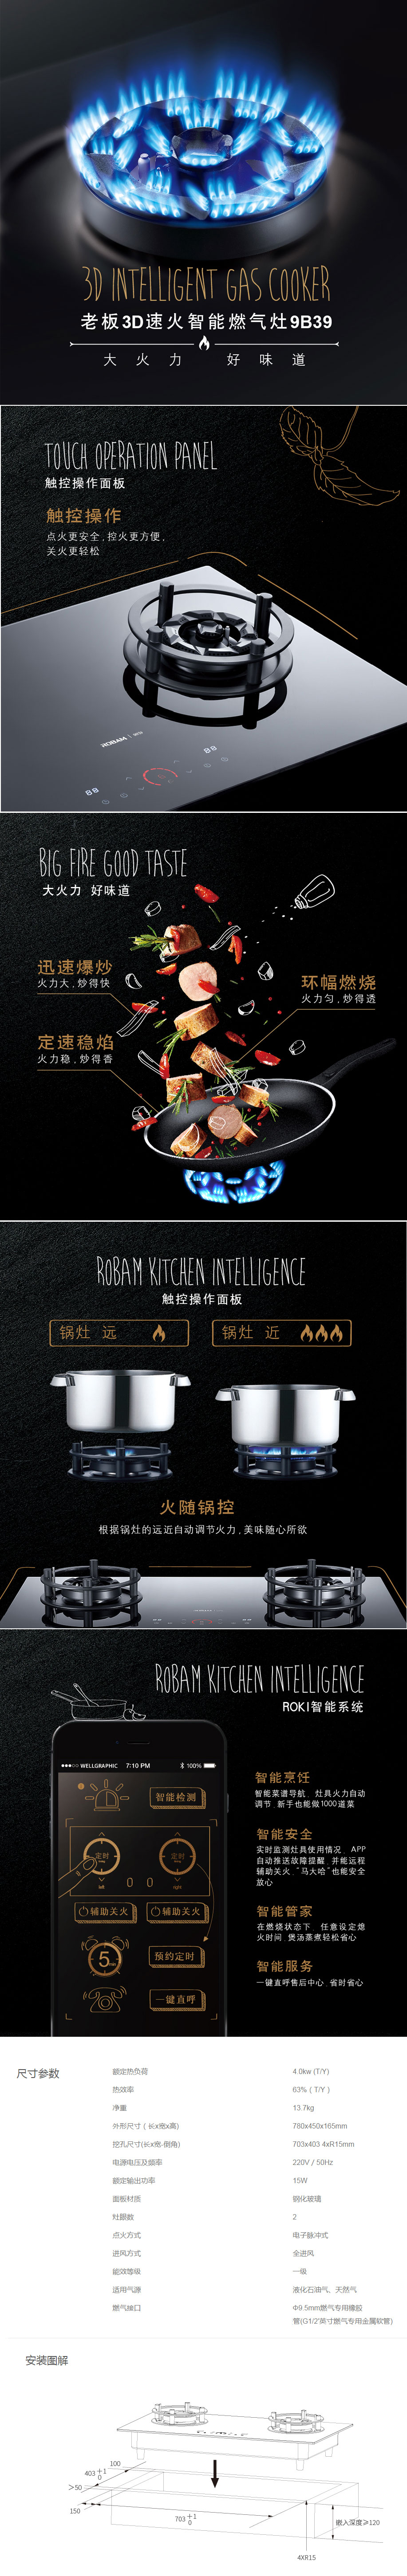 3D INTELLIGENT GAS COOKER
老板3D速火智能燃气灶9B39
大火力 好味道
TOUCH OPERATION PANEL
触控操作面板
触控操作
点火更安全,控火更方便,
关火更轻松
ROBAM
88
88
BIG FIRE GOOD TASTE
大火力 好味道
迅速爆炒
火力大,炒得快
环幅燃烧
火力匀,炒得透
定速稳焰
火力稳,炒得香
ROBAM KITCHEN INTELLIGENCE
触控操作面板
锅灶 远
锅灶 近
火随锅控
根据锅灶的远近自动调节火力,美味随心所欲
ROBAM KITCHEN INTELLIGENCE
ROKI智能系统
WELLGRAPHIC 7:10 PM 100%
智能检测
定时
定时
left
0 0
right
辅助关火
辅助关火
5
预约定时
一键直呼
智能烹饪
智能菜谱导航、灶具火力自动
调节,新手也能做1000道菜
智能安全
实时监测灶具使用情况、APP
自动推送故障提醒,并能远程
辅助关火,“马大哈”也能安全
放心
智能管家
在燃烧状态下,任意设定熄
火时间,煲汤蒸煮轻松省心
智能服务
一键直呼售后中心,省时省心
尺寸参数
额定热负荷 4.0kw (T/Y)
热效率 63%(T/Y)
净重 13.7kg
外形尺寸(长x宽x高) 780x450x165mm
挖孔尺寸(长x宽-倒角) 703x403 4xR15mm
电源电压及频率 220V / 50Hz
额定输出功率 15W
面板材质 钢化玻璃
灶眼数 2
点火方式 电子脉冲式
进风方式 全进风
能效等级 一级
适用气源 液化石油气、天然气
燃气接口 Φ9.5mm燃气专用橡胶
管(G1/2'英寸燃气专用金属软管)
安装图解
100
403 +1 0
>50
150
703 +1 0
嵌入深度≥120
4XR15